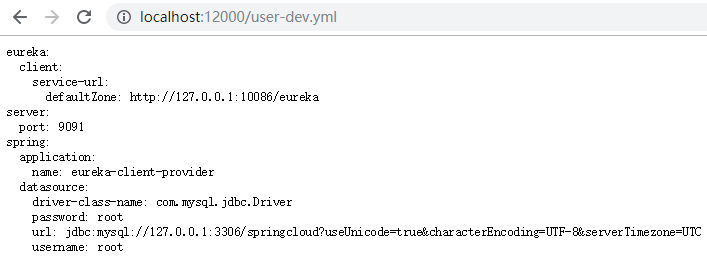 localhost:12000/user-dev.yml
eureka:
  client:
    service-url:
      defaultZone: http://127.0.0.1:10086/eureka
server:
  port: 9091
spring:
  application:
    name: eureka-client-provider
  datasource:
    driver-class-name: com.mysql.jdbc.Driver
    password: root
    url: jdbc:mysql://127.0.0.1:3306/springcloud?useUnicode=true&characterEncoding=UTF-8&serverTimezone=UTC
    username: root